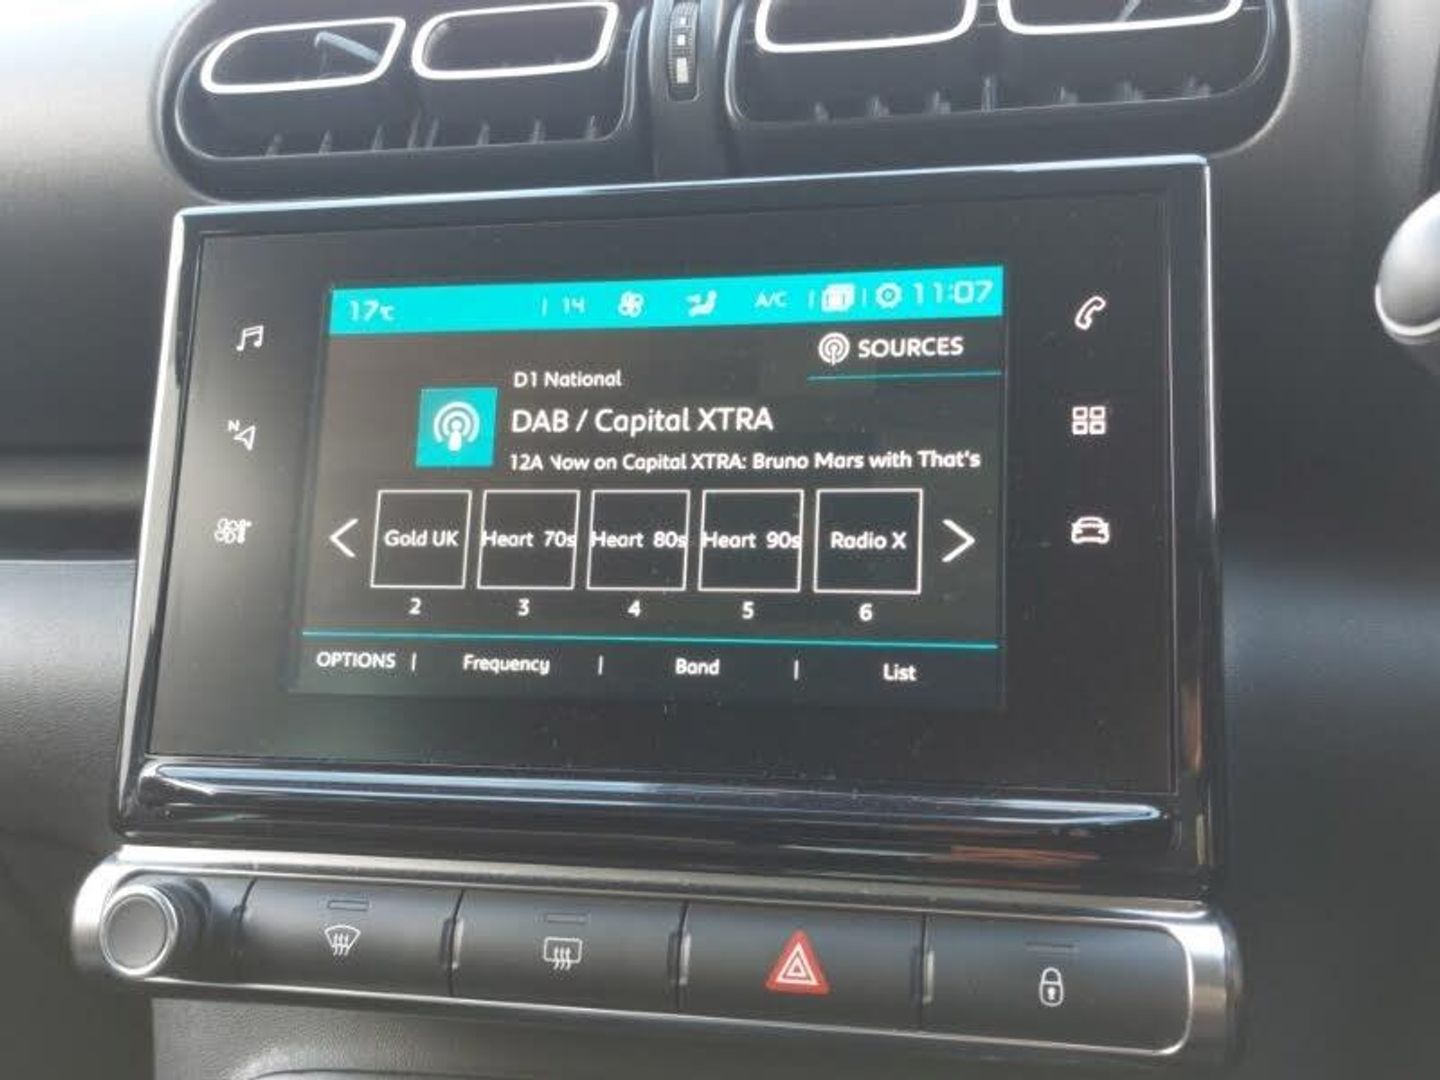 17°C | 14 A/C | | 11:07
SOURCES
D1 National
DAB / Capital XTRA
12A Now on Capital XTRA: Bruno Mars with That's
N
< Gold UK Heart 70s Heart 80s Heart 90s Radio X >
2 3 4 5 6
OPTIONS | Frequency | Band | List